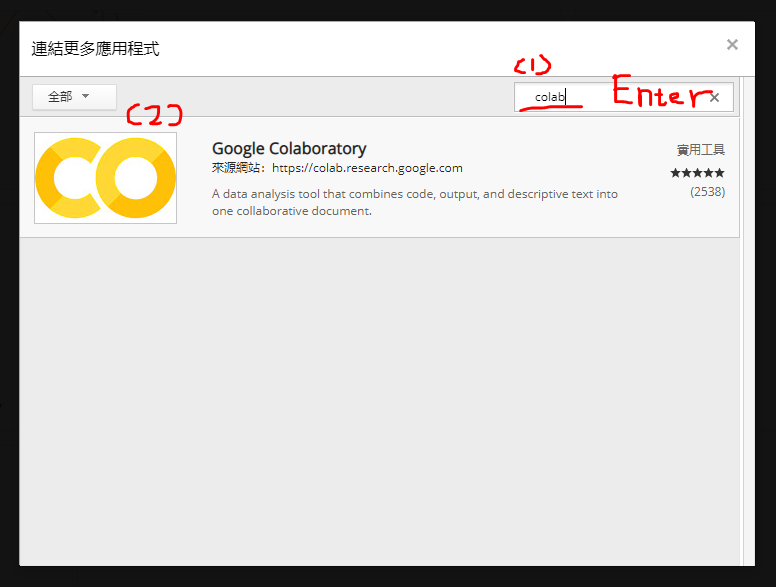 連結更多應用程式 ×
(1)
全部 colab Enter ×
(2)
Google Colaboratory 實用工具
來源網站: https://colab.research.google.com ★★★★★
A data analysis tool that combines code, output, and descriptive text into (2538)
one collaborative document.